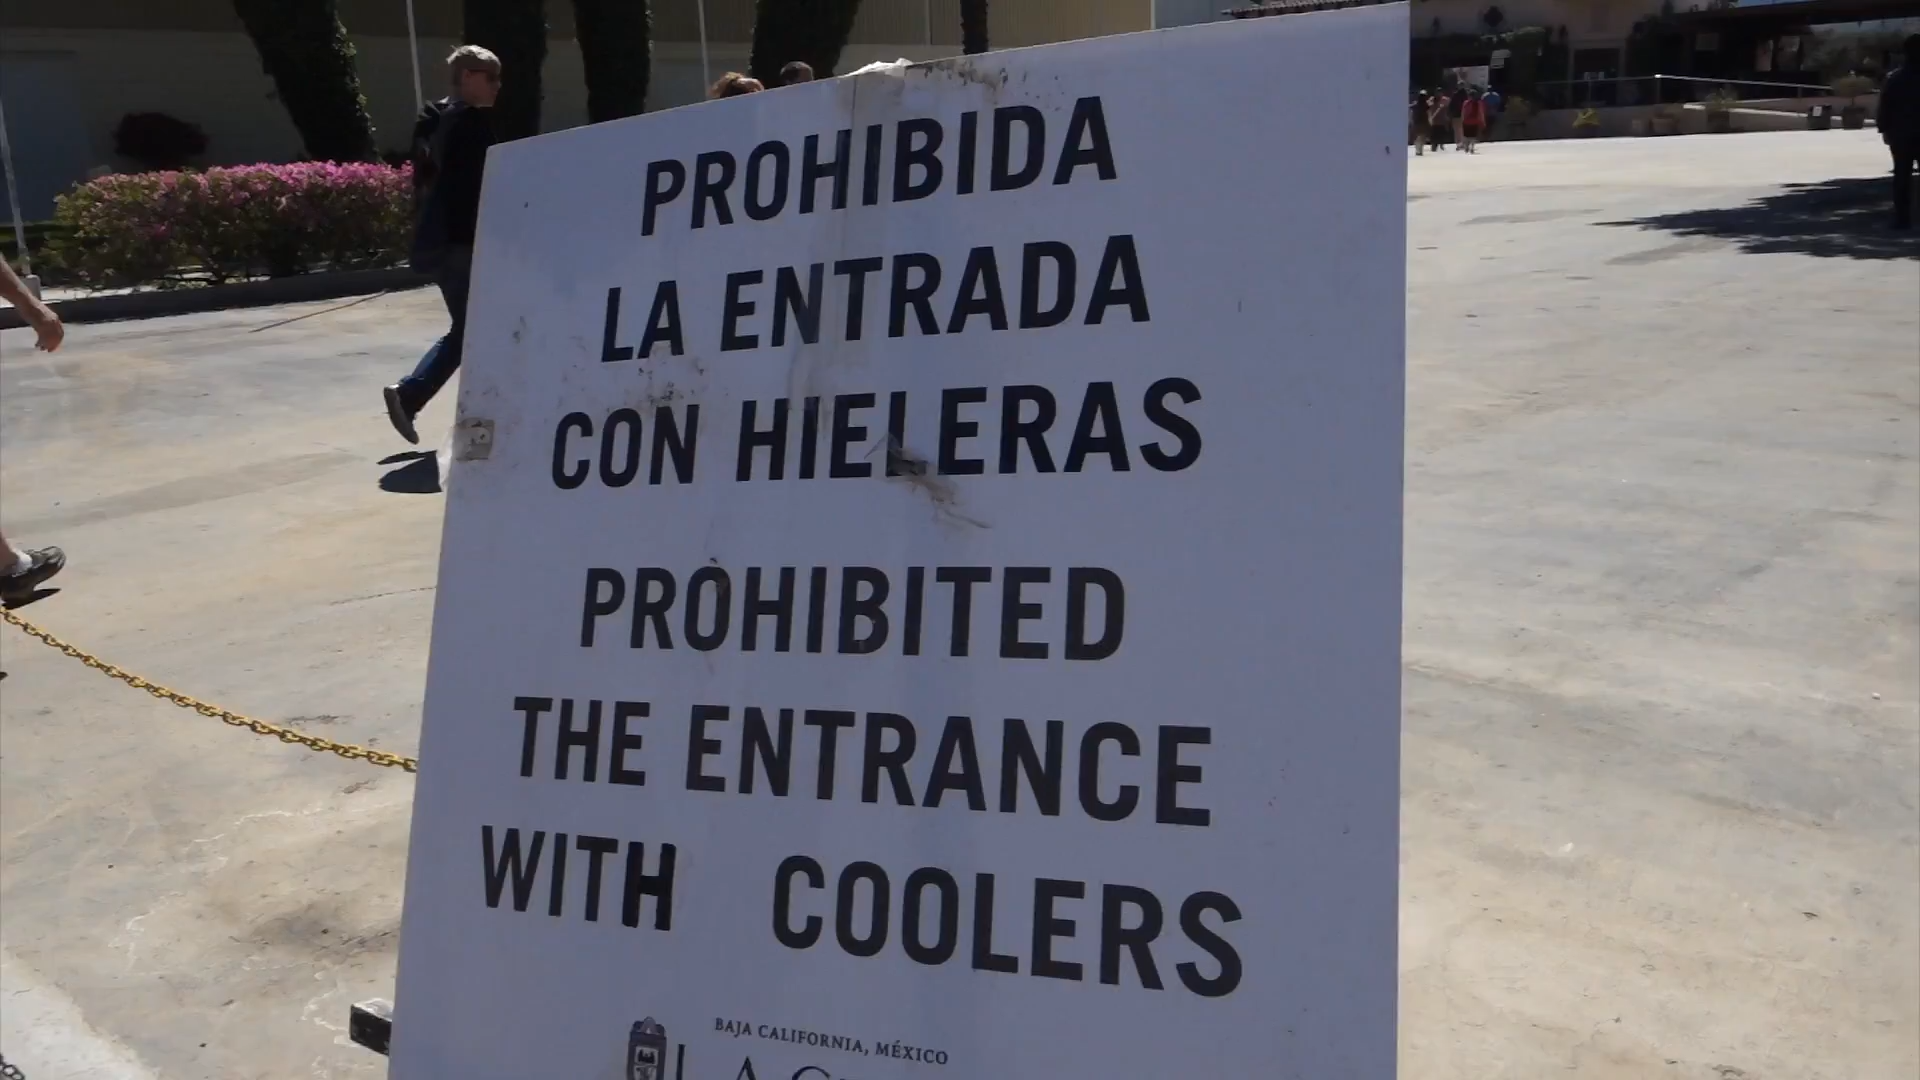 PROHIBIDA
LA ENTRADA
CON HIELERAS
PROHIBITED
THE ENTRANCE
WITH COOLERS
BAJA CALIFORNIA, MÉXICO